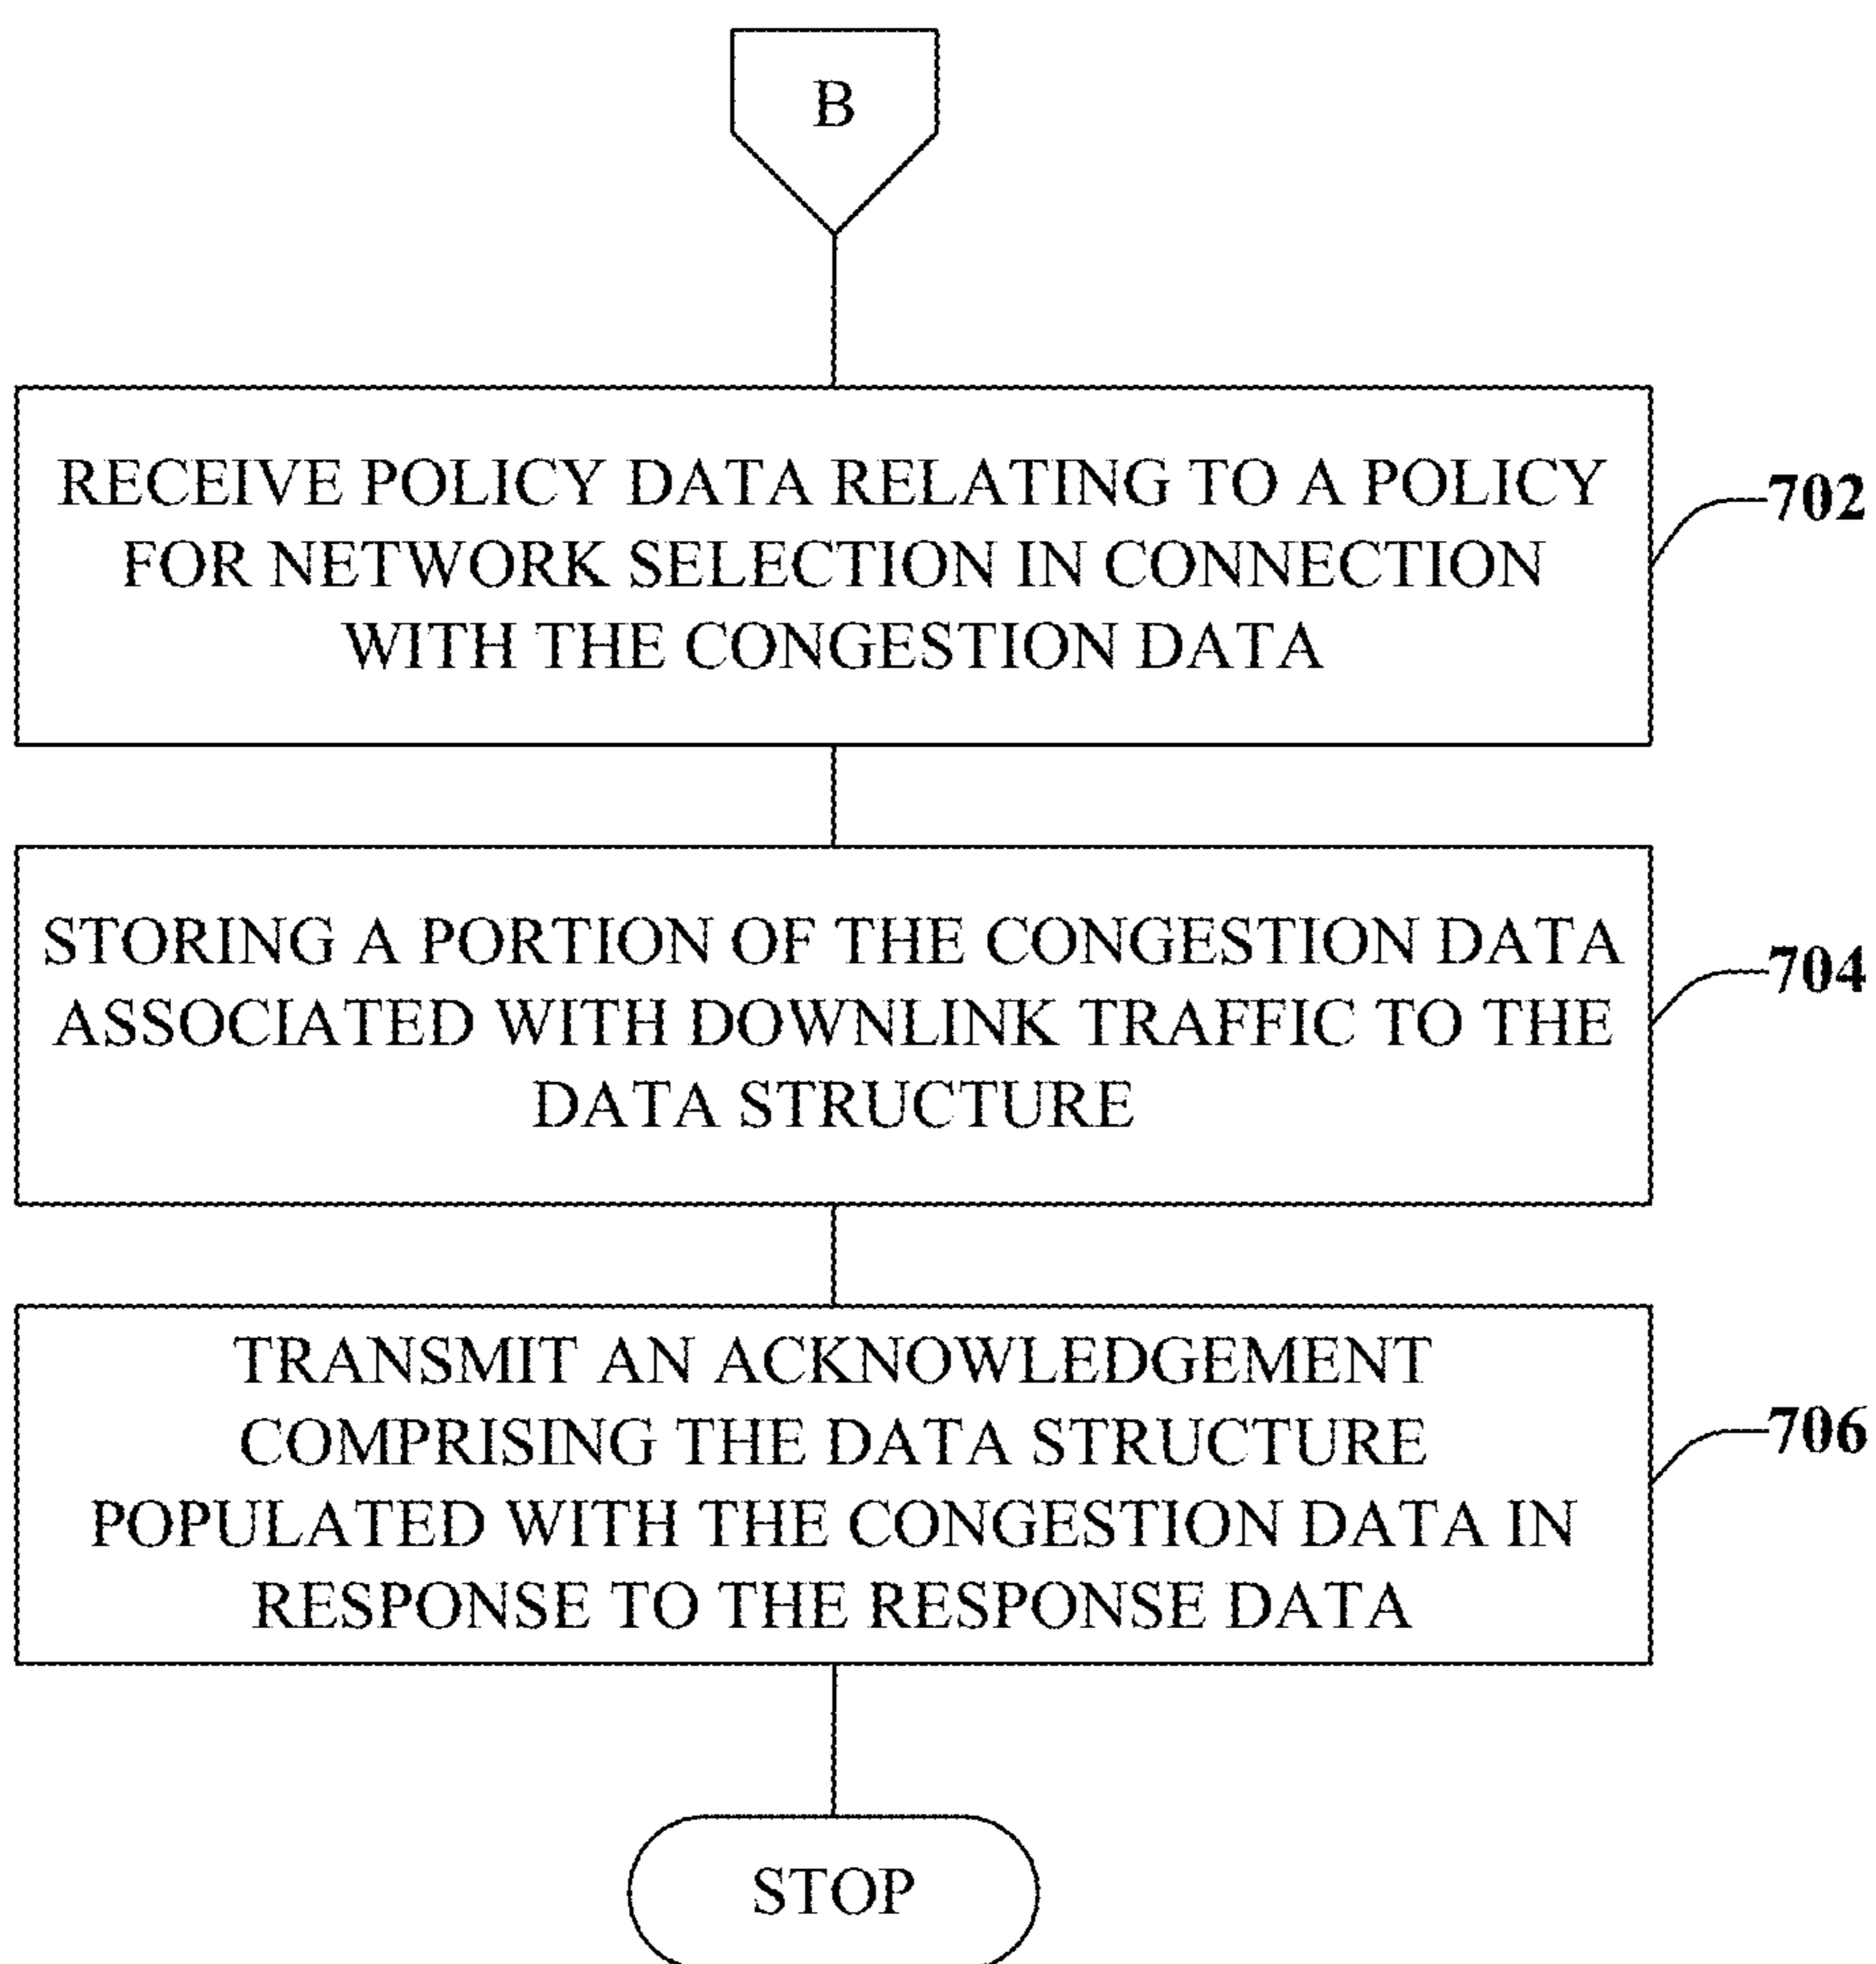 B
RECEIVE POLICY DATA RELATING TO A POLICY
FOR NETWORK SELECTION IN CONNECTION
WITH THE CONGESTION DATA
702
STORING A PORTION OF THE CONGESTION DATA
ASSOCIATED WITH DOWNLINK TRAFFIC TO THE
DATA STRUCTURE
704
TRANSMIT AN ACKNOWLEDGEMENT
COMPRISING THE DATA STRUCTURE
POPULATED WITH THE CONGESTION DATA IN
RESPONSE TO THE RESPONSE DATA
706
STOP